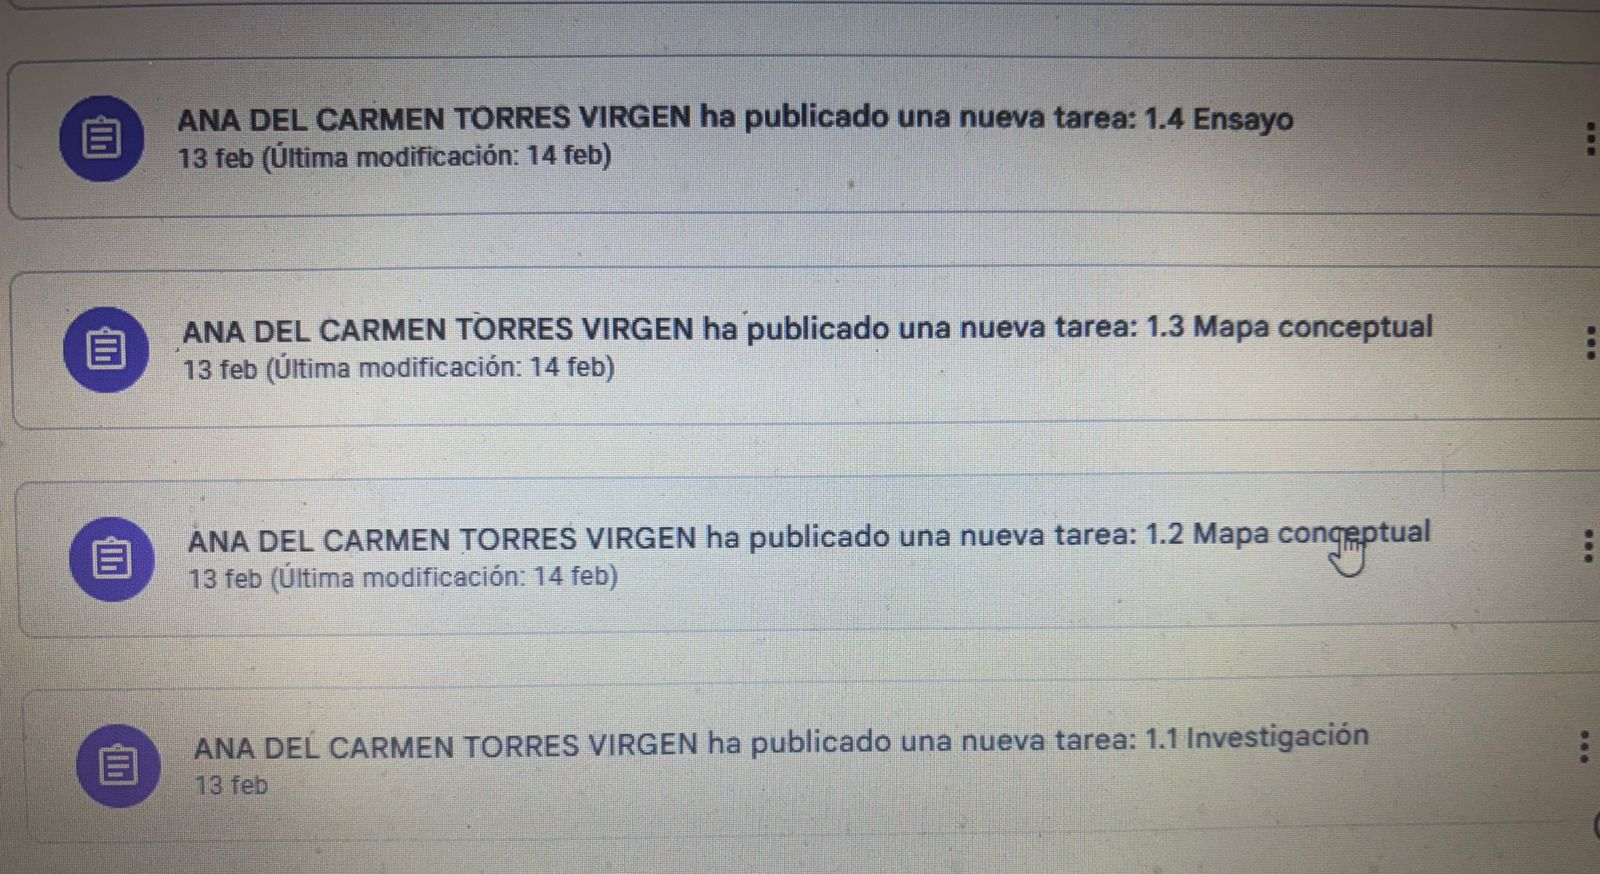 ANA DEL CARMEN TORRES VIRGEN ha publicado una nueva tarea: 1.4 Ensayo
13 feb (Última modificación: 14 feb)
ANA DEL CARMEN TORRES VIRGEN ha publicado una nueva tarea: 1.3 Mapa conceptual
13 feb (Última modificación: 14 feb)
ANA DEL CARMEN TORRES VIRGEN ha publicado una nueva tarea: 1.2 Mapa conceptual
13 feb (Última modificación: 14 feb)
ANA DEL CARMEN TORRES VIRGEN ha publicado una nueva tarea: 1.1 Investigación
13 feb